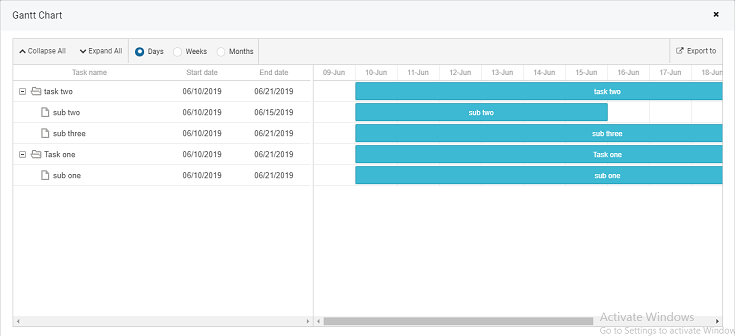 Gantt Chart
Collapse All Expand All Days Weeks Months Export to
Task name Start date End date 09-Jun 10-Jun 11-Jun 12-Jun 13-Jun 14-Jun 15-Jun 16-Jun 17-Jun 18-Jun
task two 06/10/2019 06/21/2019 task two
sub two 06/10/2019 06/15/2019 sub two
sub three 06/10/2019 06/21/2019 sub three
Task one 06/10/2019 06/21/2019 Task one
sub one 06/10/2019 06/21/2019 sub one
Activate Windows
Go to Settings to activate Window